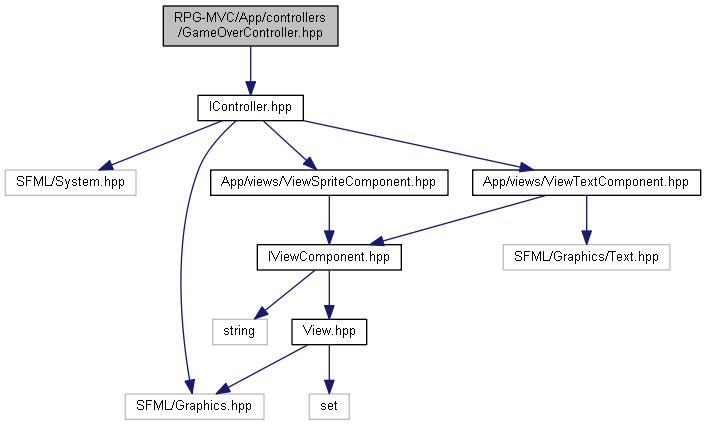 RPG-MVC/App/controllers
/GameOverController.hpp
IController.hpp
SFML/System.hpp
App/views/ViewSpriteComponent.hpp
App/views/ViewTextComponent.hpp
IViewComponent.hpp
SFML/Graphics/Text.hpp
string
View.hpp
SFML/Graphics.hpp
set